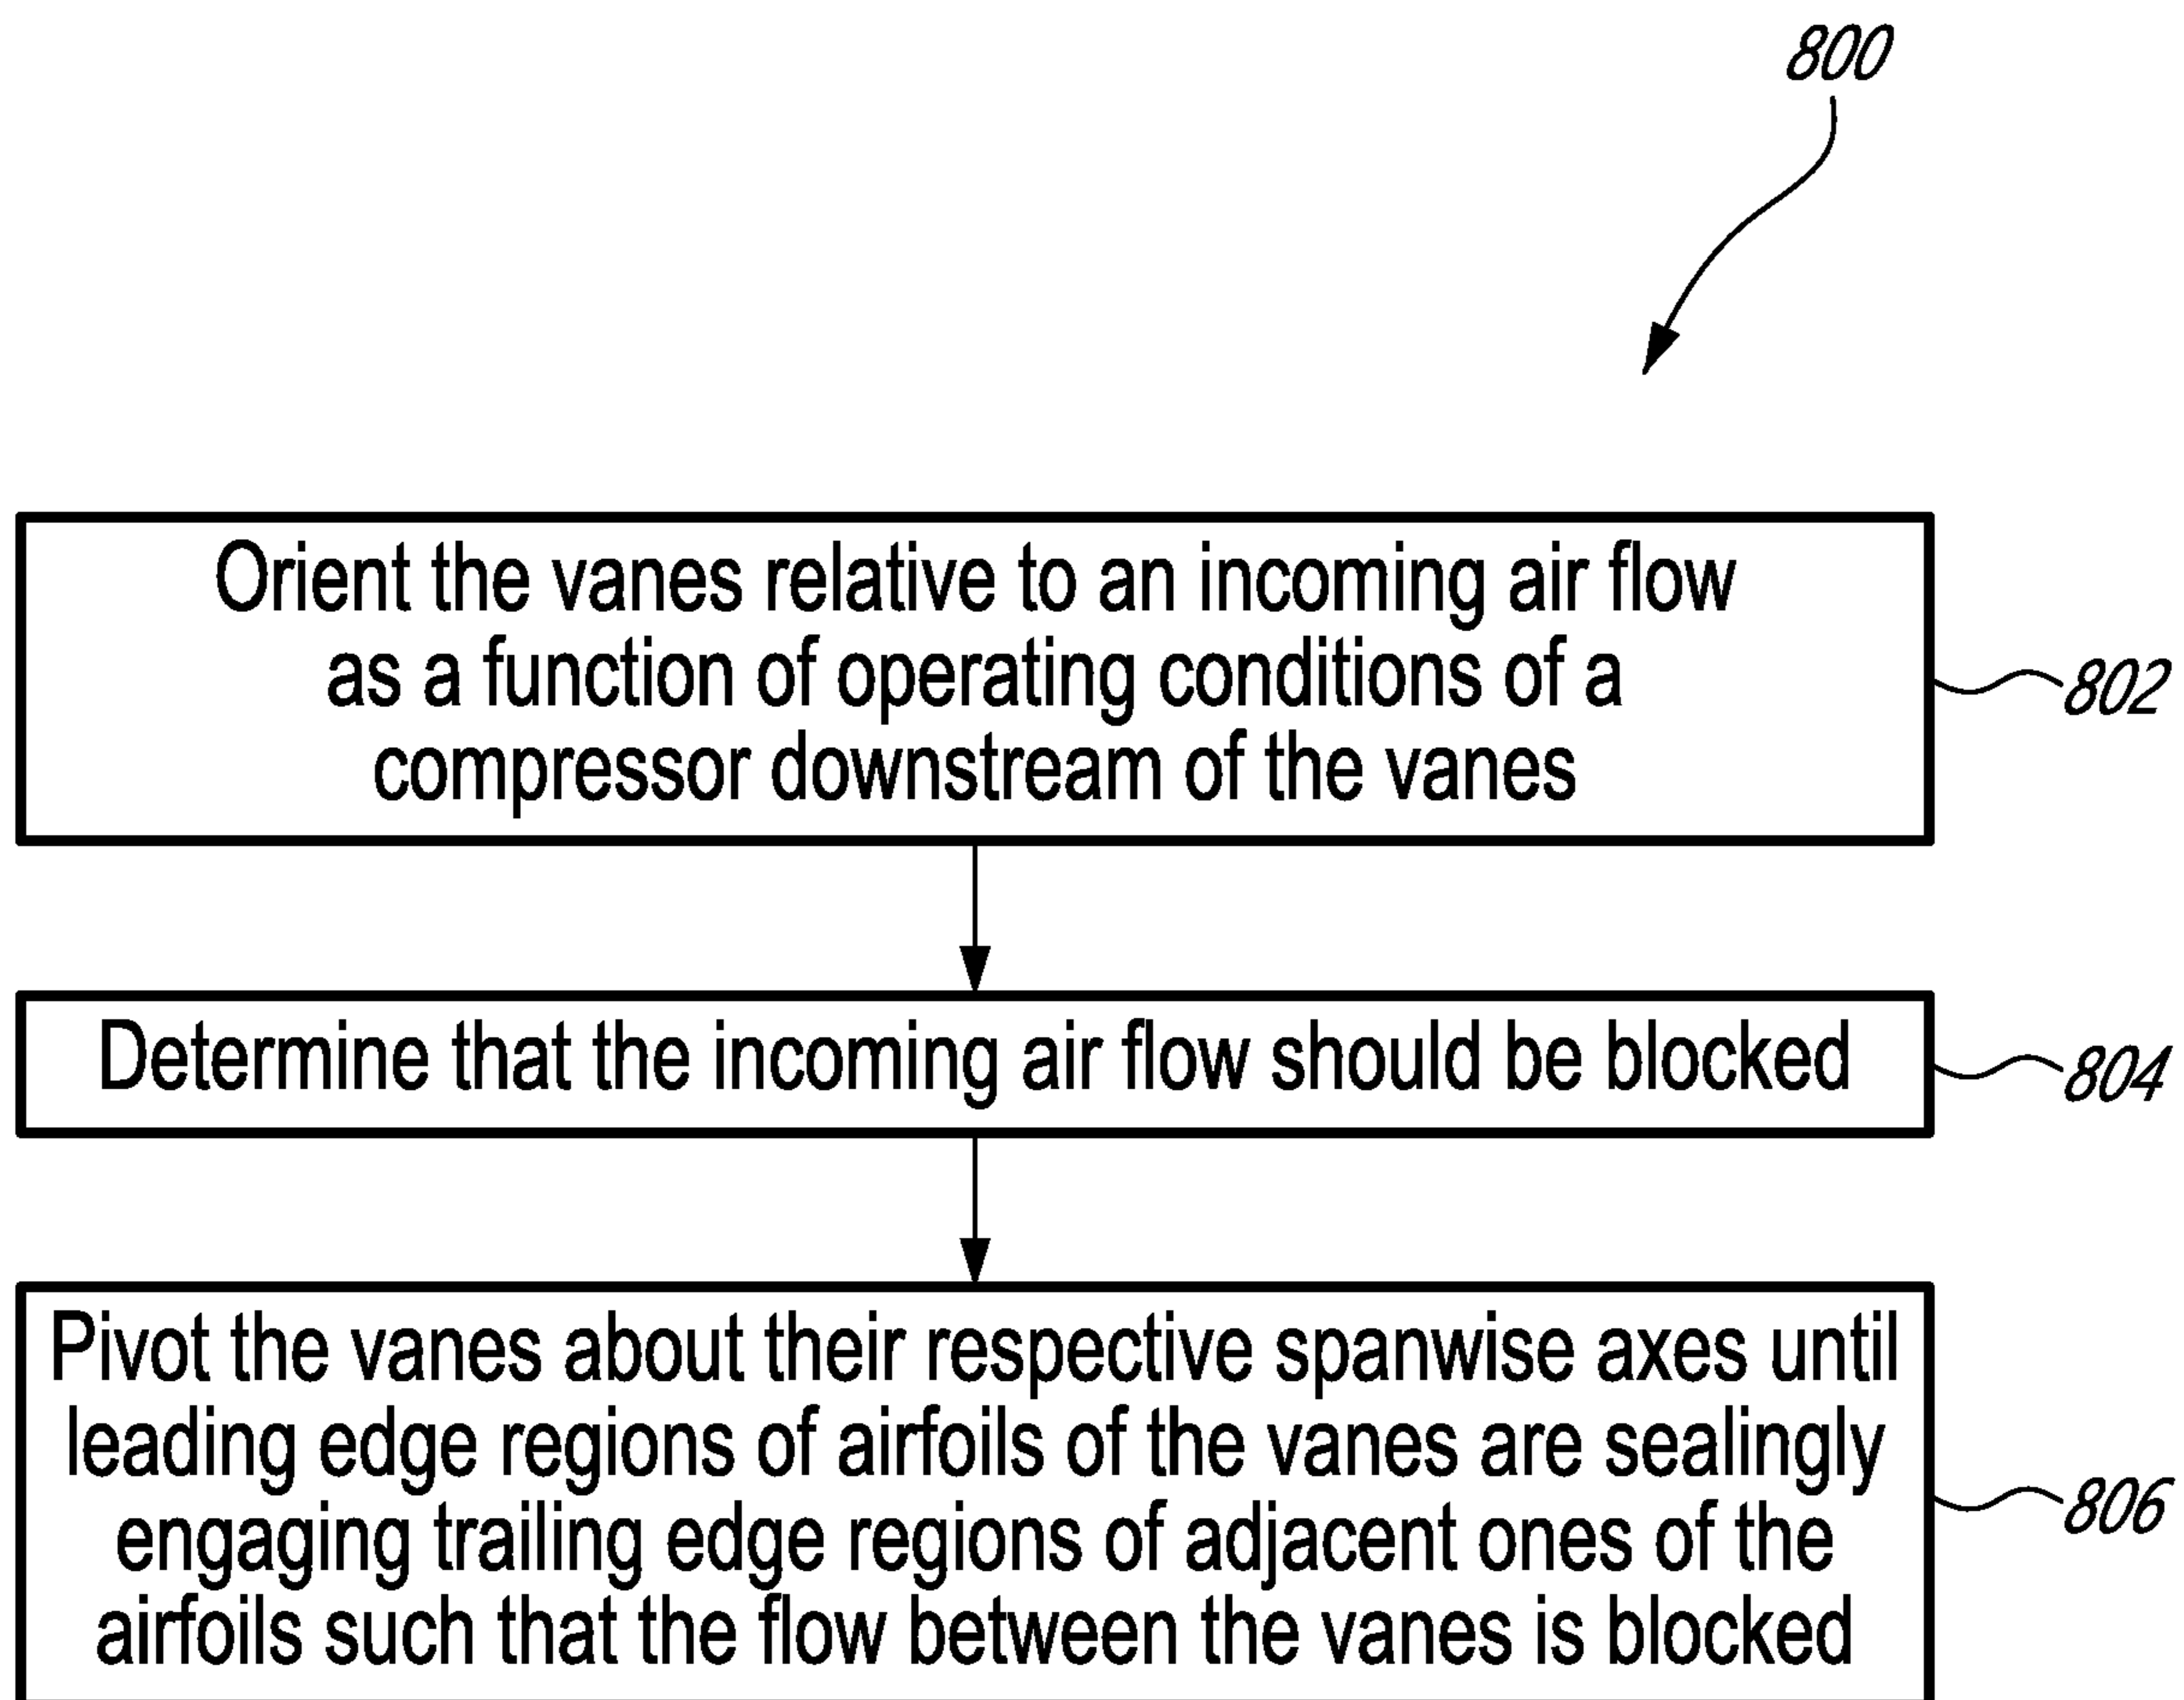 800
Orient the vanes relative to an incoming air flow
as a function of operating conditions of a
compressor downstream of the vanes
802
Determine that the incoming air flow should be blocked
804
Pivot the vanes about their respective spanwise axes until
leading edge regions of airfoils of the vanes are sealingly
engaging trailing edge regions of adjacent ones of the
airfoils such that the flow between the vanes is blocked
806